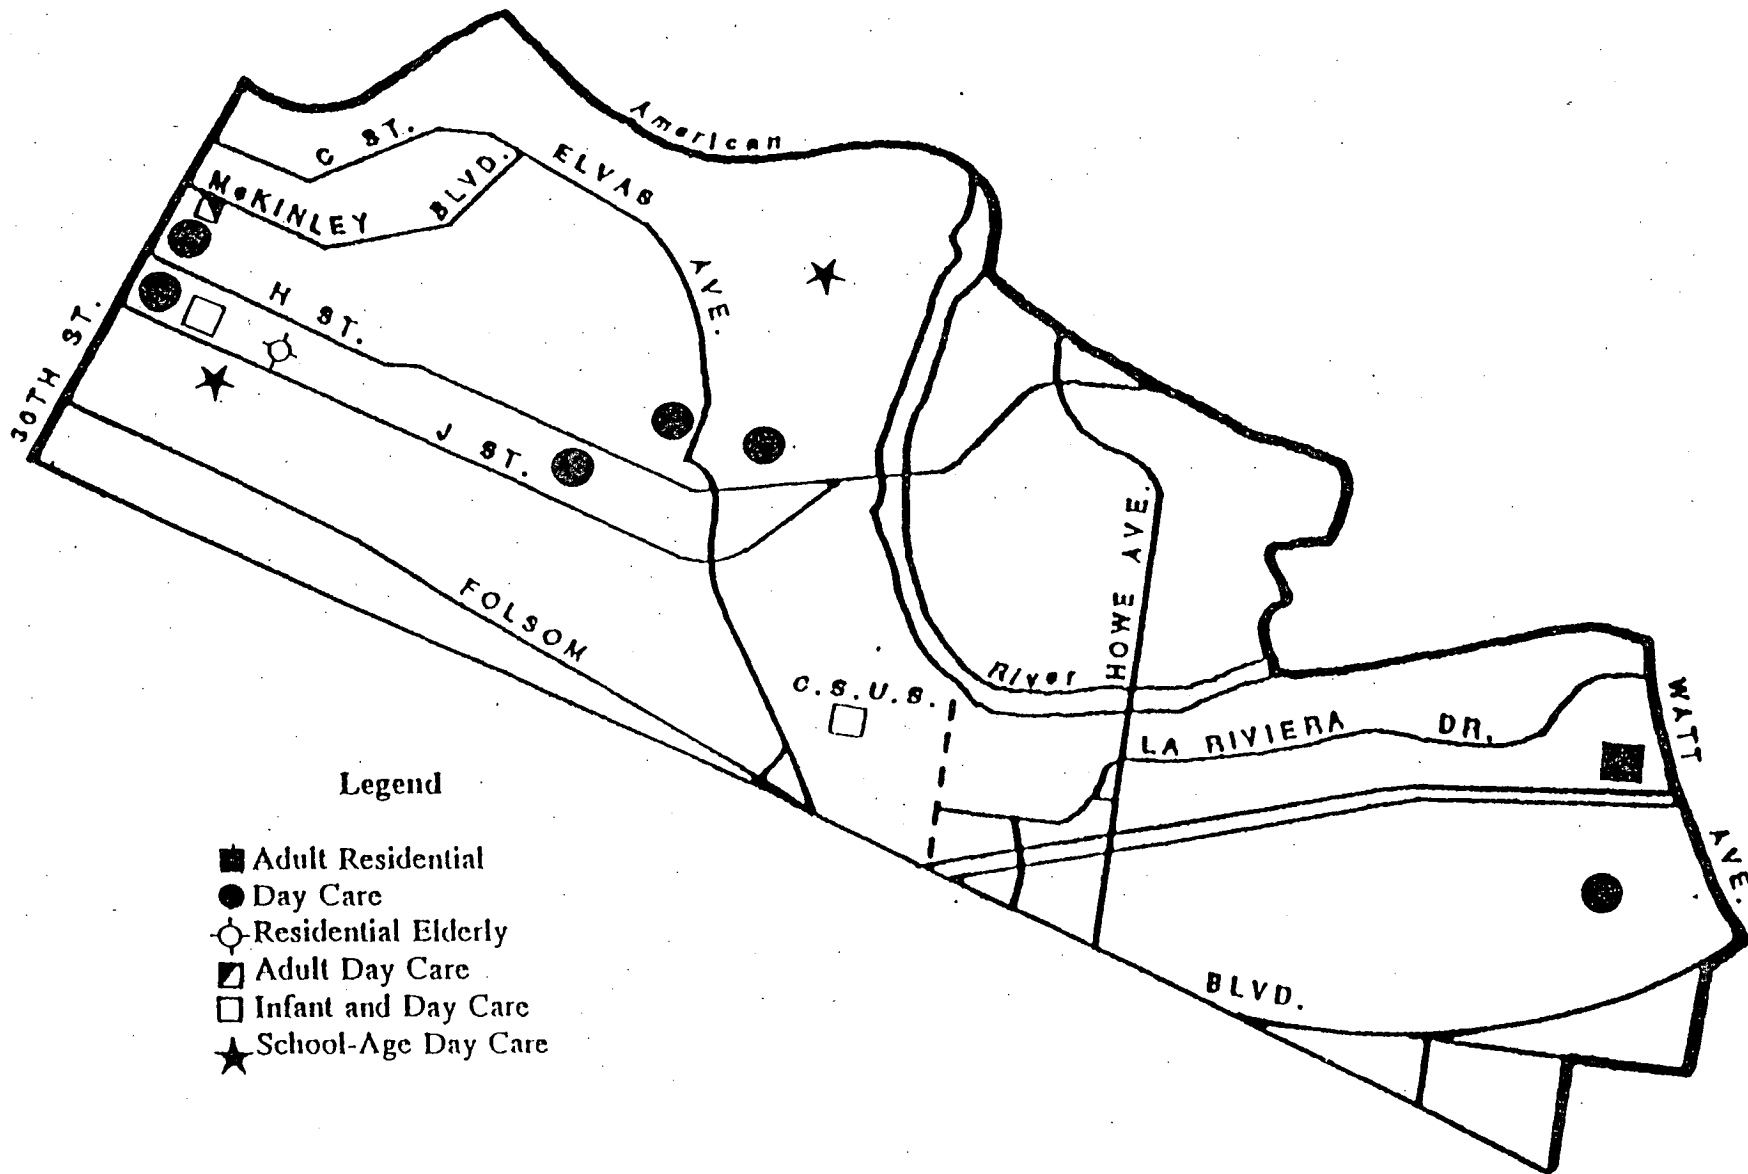 American
C ST.
ELVAS
AVE.
McKINLEY
BLVD.
H ST.
30TH ST.
J ST.
HOWE AVE.
FOLSOM
River
C.S.U.S.
LA RIVIERA DR.
WATT
AVE.
BLVD.
Legend
Adult Residential
Day Care
Residential Elderly
Adult Day Care
Infant and Day Care
School-Age Day Care